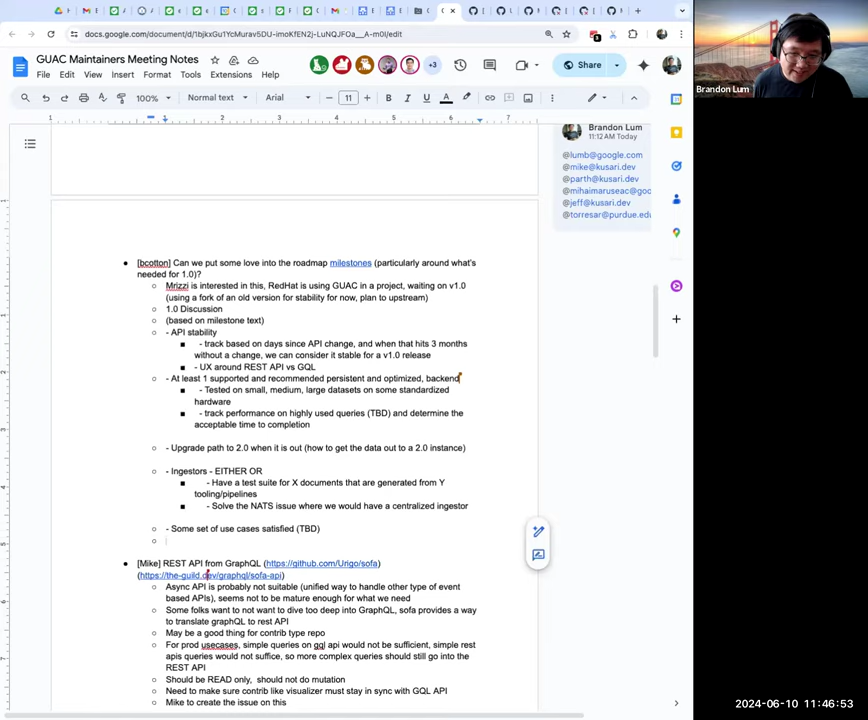 docs.google.com/document/d/1bjkxGu1YcMurav5DU-imoKfEN2j-LuNQJFOa__A-m0I/edit
GUAC Maintainers Meeting Notes
File Edit View Insert Format Tools Extensions Help
+3
Share
100% Normal text Arial 11 B I U A
1 1 2 3 4 5 6 7
Brandon Lum
11:12 AM Today
@lumb@google.com
@mike@kusari.dev
@parth@kusari.dev
@mihaimaruseac@goo
@jeff@kusari.dev
@torresar@purdue.edu
[bcotton] Can we put some love into the roadmap milestones (particularly around what's
needed for 1.0)?
Mrizzi is interested in this, RedHat is using GUAC in a project, waiting on v1.0
(using a fork of an old version for stability for now, plan to upstream)
1.0 Discussion
(based on milestone text)
- API stability
- track based on days since API change, and when that hits 3 months
without a change, we can consider it stable for a v1.0 release
- UX around REST API vs GQL
- At least 1 supported and recommended persistent and optimized, backend
- Tested on small, medium, large datasets on some standardized
hardware
- track performance on highly used queries (TBD) and determine the
acceptable time to completion
- Upgrade path to 2.0 when it is out (how to get the data out to a 2.0 instance)
- Ingestors - EITHER OR
- Have a test suite for X documents that are generated from Y
tooling/pipelines
- Solve the NATS issue where we would have a centralized ingestor
- Some set of use cases satisfied (TBD)
[Mike] REST API from GraphQL (https://github.com/Urigo/sofa)
(https://the-guild.dev/graphql/sofa-api)
Async API is probably not suitable (unified way to handle other type of event
based APIs), seems not to be mature enough for what we need
Some folks want to not want to dive too deep into GraphQL, sofa provides a way
to translate graphQL to rest API
May be a good thing for contrib type repo
For prod usecases, simple queries on gql api would not be sufficient, simple rest
apis queries would not suffice, so more complex queries should still go into the
REST API
Should be READ only, should not do mutation
Need to make sure contrib like visualizer must stay in sync with GQL API
Mike to create the issue on this
Brandon Lum
2024-06-10 11:46:53